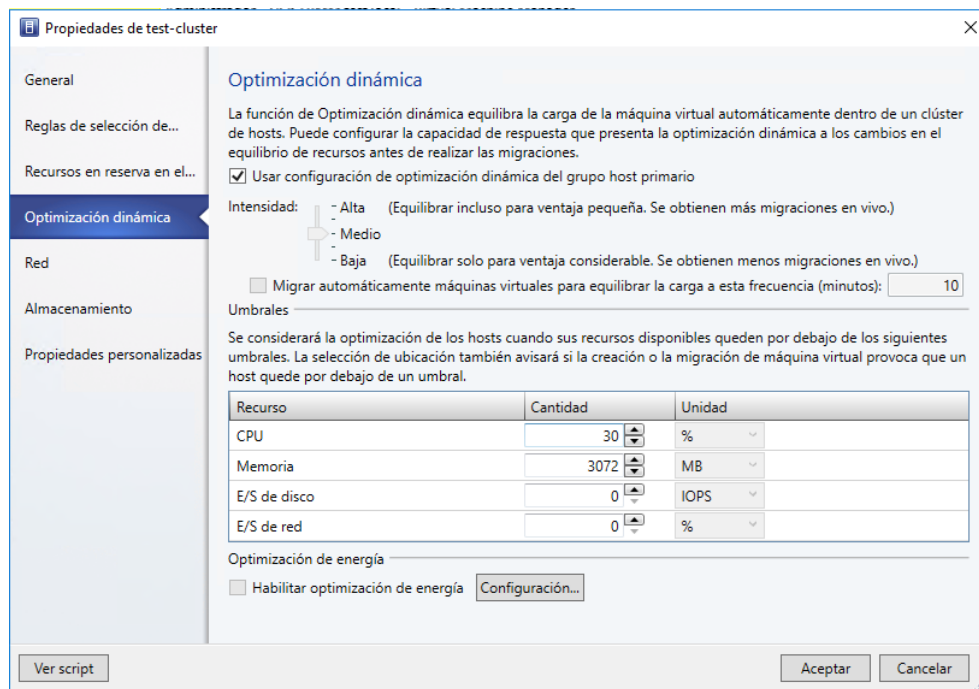 Propiedades de test-cluster
General
Reglas de selección de...
Recursos en reserva en el...
Optimización dinámica
Red
Almacenamiento
Propiedades personalizadas
Optimización dinámica
La función de Optimización dinámica equilibra la carga de la máquina virtual automáticamente dentro de un clúster
de hosts. Puede configurar la capacidad de respuesta que presenta la optimización dinámica a los cambios en el
equilibrio de recursos antes de realizar las migraciones.
Usar configuración de optimización dinámica del grupo host primario
Intensidad: - Alta (Equilibrar incluso para ventaja pequeña. Se obtienen más migraciones en vivo.)
- Medio
- Baja (Equilibrar solo para ventaja considerable. Se obtienen menos migraciones en vivo.)
Migrar automáticamente máquinas virtuales para equilibrar la carga a esta frecuencia (minutos): 10
Umbrales
Se considerará la optimización de los hosts cuando sus recursos disponibles queden por debajo de los siguientes
umbrales. La selección de ubicación también avisará si la creación o la migración de máquina virtual provoca que un
host quede por debajo de un umbral.
Recurso Cantidad Unidad
CPU 30 %
Memoria 3072 MB
E/S de disco 0 IOPS
E/S de red 0 %
Optimización de energía
Habilitar optimización de energía Configuración...
Ver script Aceptar Cancelar